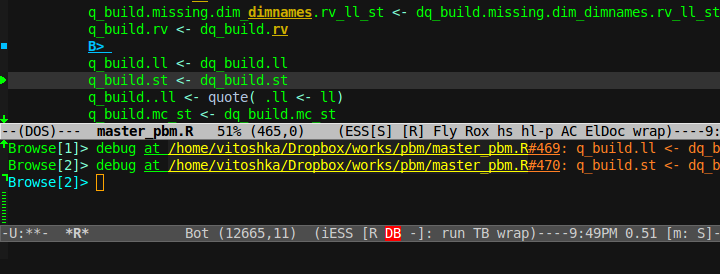 q_build.missing.dim_dimnames.rv_ll_st <- dq_build.missing.dim_dimnames.rv_ll_st
q_build.rv <- dq_build.rv
B>
q_build.ll <- dq_build.ll
q_build.st <- dq_build.st
q_build..ll <- quote( .ll <- ll)
q_build.mc_st <- dq_build.mc_st
--(DOS)--- master_pbm.R 51% (465,0) (ESS[S] [R] Fly Rox hs hl-p AC ElDoc wrap)----9:
Browse[1]> debug at /home/vitoshka/Dropbox/works/pbm/master_pbm.R#469: q_build.ll <- dq_b
Browse[2]> debug at /home/vitoshka/Dropbox/works/pbm/master_pbm.R#470: q_build.st <- dq_b
Browse[2]>
-U:**- *R* Bot (12665,11) (iESS [R DB -]: run TB wrap)----9:49PM 0.51 [m: S]-